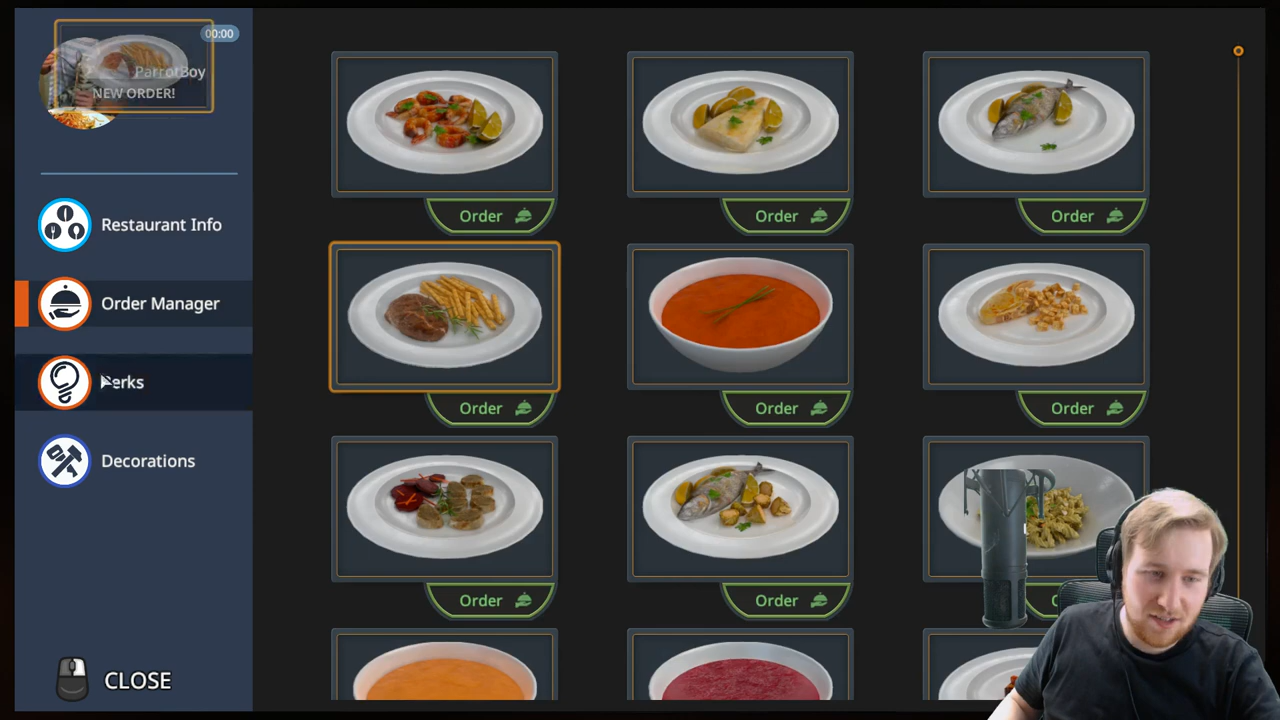 00:00
ParrotBoy
NEW ORDER!
Restaurant Info
Order Manager
Perks
Decorations
CLOSE
Order
Order
Order
Order
Order
Order
Order
Order